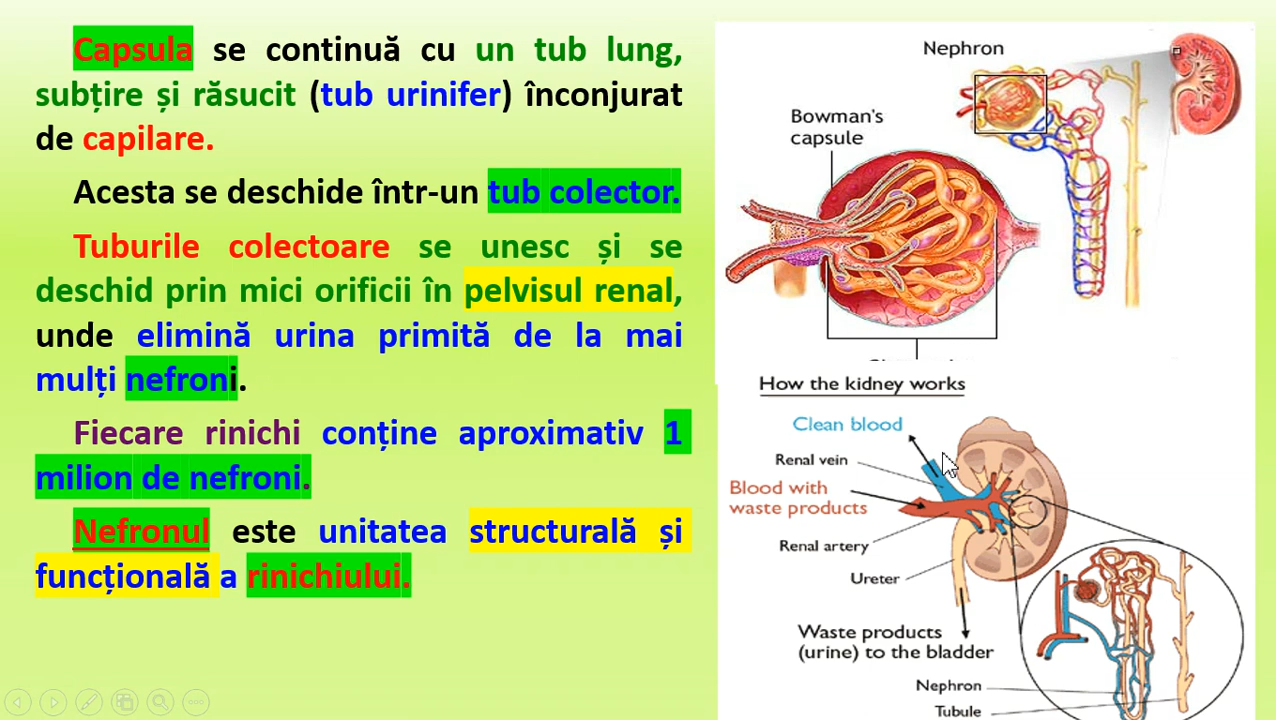 Capsula se continuă cu un tub lung,
subțire și răsucit (tub urinifer) înconjurat
de capilare.
Acesta se deschide într-un tub colector.
Tuburile colectoare se unesc și se
deschid prin mici orificii în pelvisul renal,
unde elimină urina primită de la mai
mulți nefroni.
Fiecare rinichi conține aproximativ 1
milion de nefroni.
Nefronul este unitatea structurală și
funcțională a rinichiului.
Nephron
Bowman's
capsule
How the kidney works
Clean blood
Renal vein
Blood with
waste products
Renal artery
Ureter
Waste products
(urine) to the bladder
Nephron
Tubule